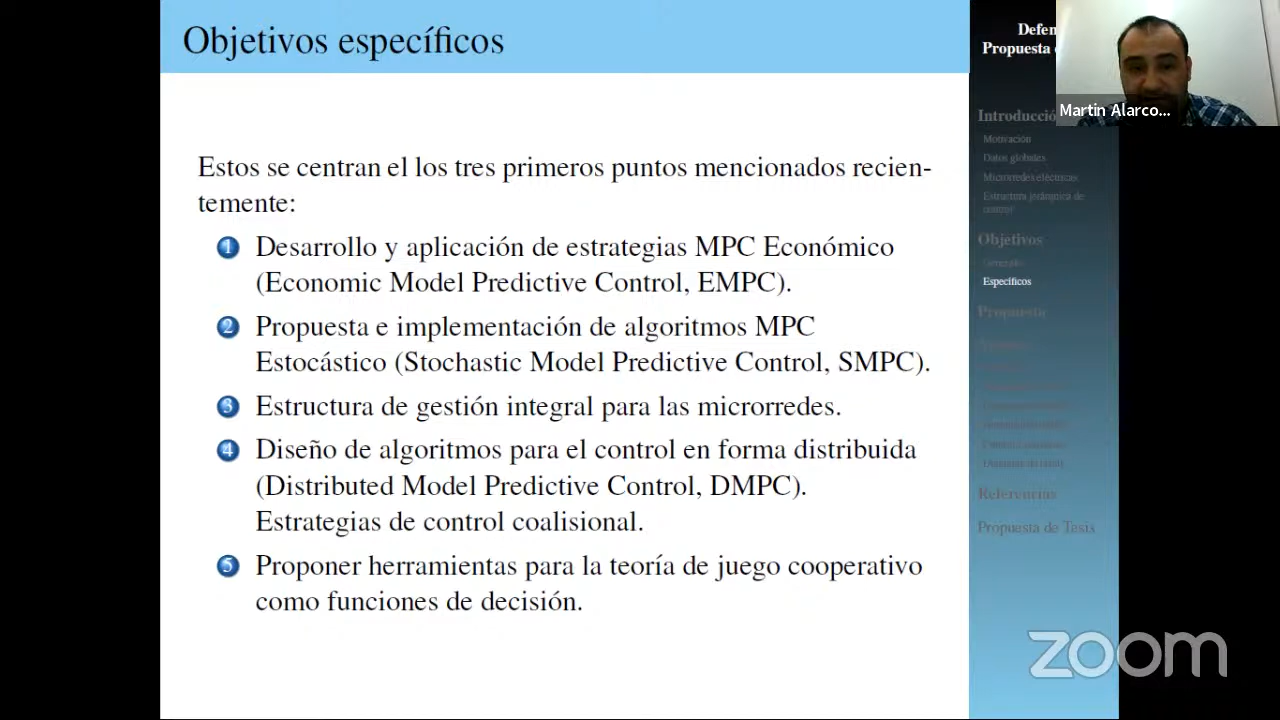 Objetivos específicos
Estos se centran el los tres primeros puntos mencionados recien-
temente:
1 Desarrollo y aplicación de estrategias MPC Económico
(Economic Model Predictive Control, EMPC).
2 Propuesta e implementación de algoritmos MPC
Estocástico (Stochastic Model Predictive Control, SMPC).
3 Estructura de gestión integral para las microrredes.
4 Diseño de algoritmos para el control en forma distribuida
(Distributed Model Predictive Control, DMPC).
Estrategias de control coalisional.
5 Proponer herramientas para la teoría de juego cooperativo
como funciones de decisión.
Defen
Propuesta
Martin Alarco...
Introducció
Motivación
Datos globales
Microrredes eléctricas
Estructura jerárquica de
control
Objetivos
Específicos
Propuesta
Referencias
Propuesta de Tesis
zoom